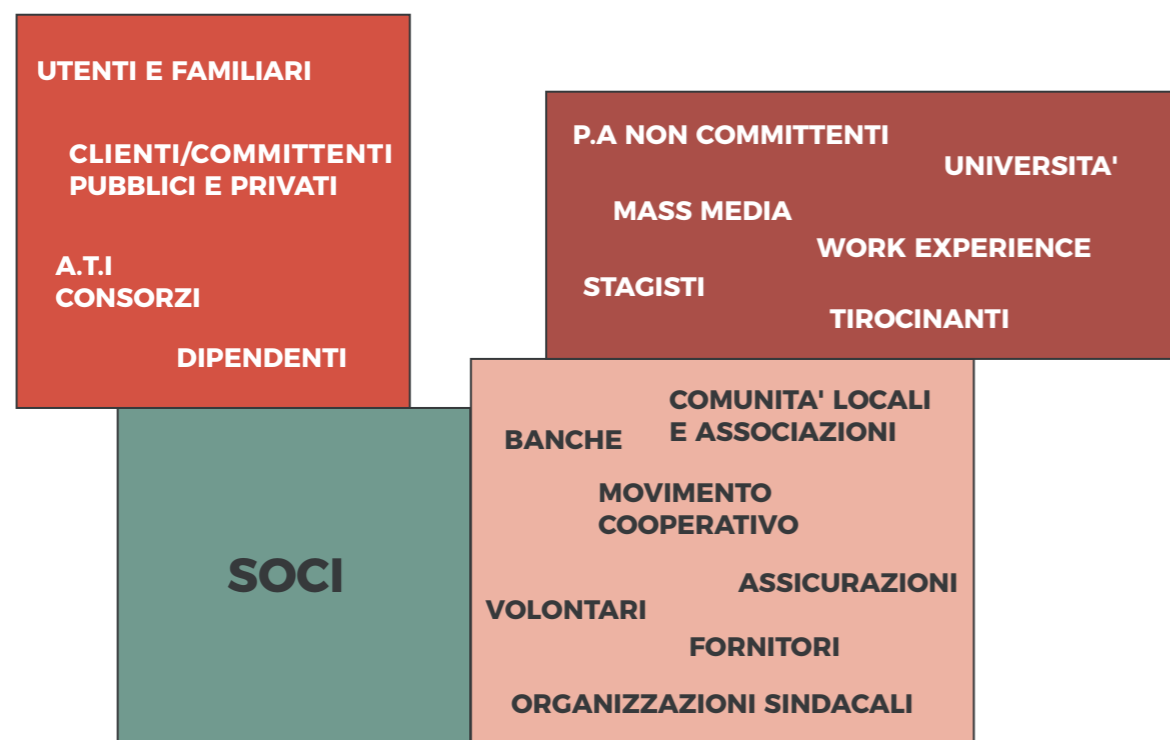 UTENTI E FAMILIARI
CLIENTI/COMMITTENTI
PUBBLICI E PRIVATI
A.T.I
CONSORZI
DIPENDENTI
P.A NON COMMITTENTI
UNIVERSITA'
MASS MEDIA
WORK EXPERIENCE
STAGISTI
TIROCINANTI
SOCI
COMUNITA' LOCALI
E ASSOCIAZIONI
BANCHE
MOVIMENTO
COOPERATIVO
ASSICURAZIONI
VOLONTARI
FORNITORI
ORGANIZZAZIONI SINDACALI